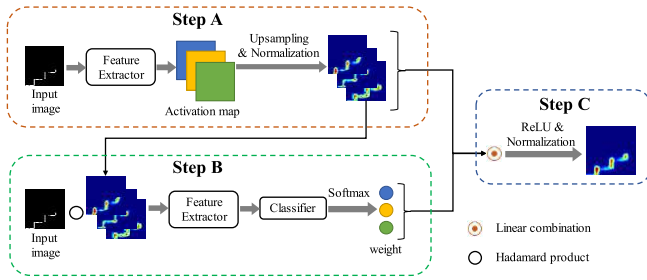 Step A
Input
image
Feature
Extractor
Activation map
Upsampling
& Normalization
Step B
Input
image
Feature
Extractor
Classifier
Softmax
weight
Step C
ReLU &
Normalization
Linear combination
Hadamard product